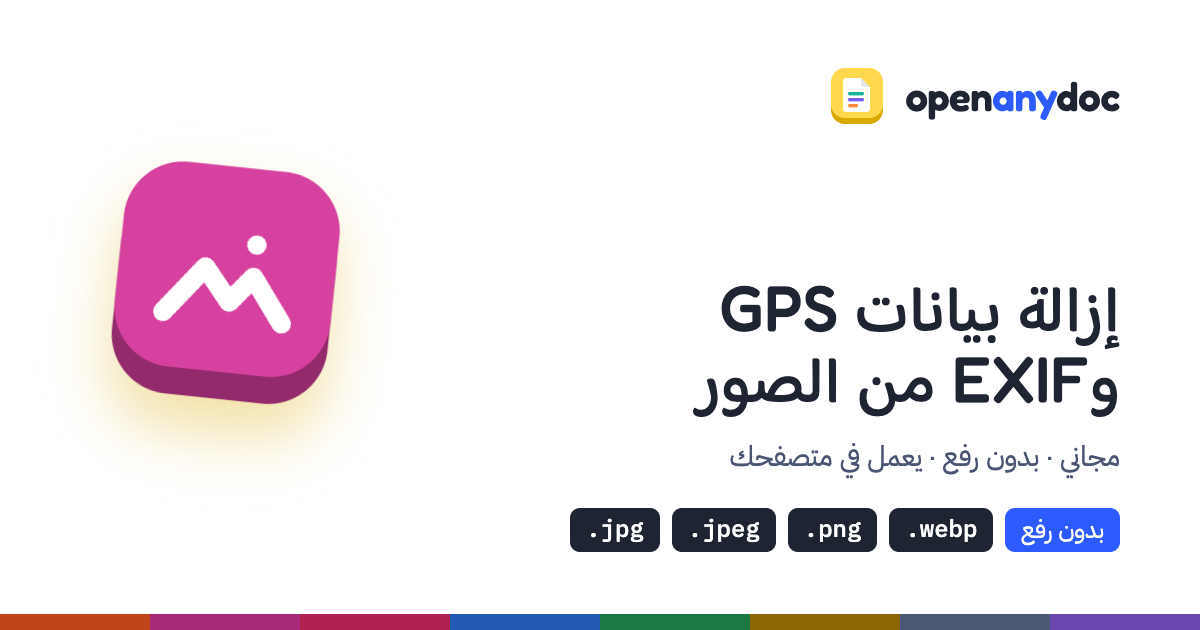 openanydoc
إزالة بيانات GPS
وEXIF من الصور
مجاني · بدون رفع · يعمل في متصفحك
بدون رفع .webp .png .jpeg .jpg